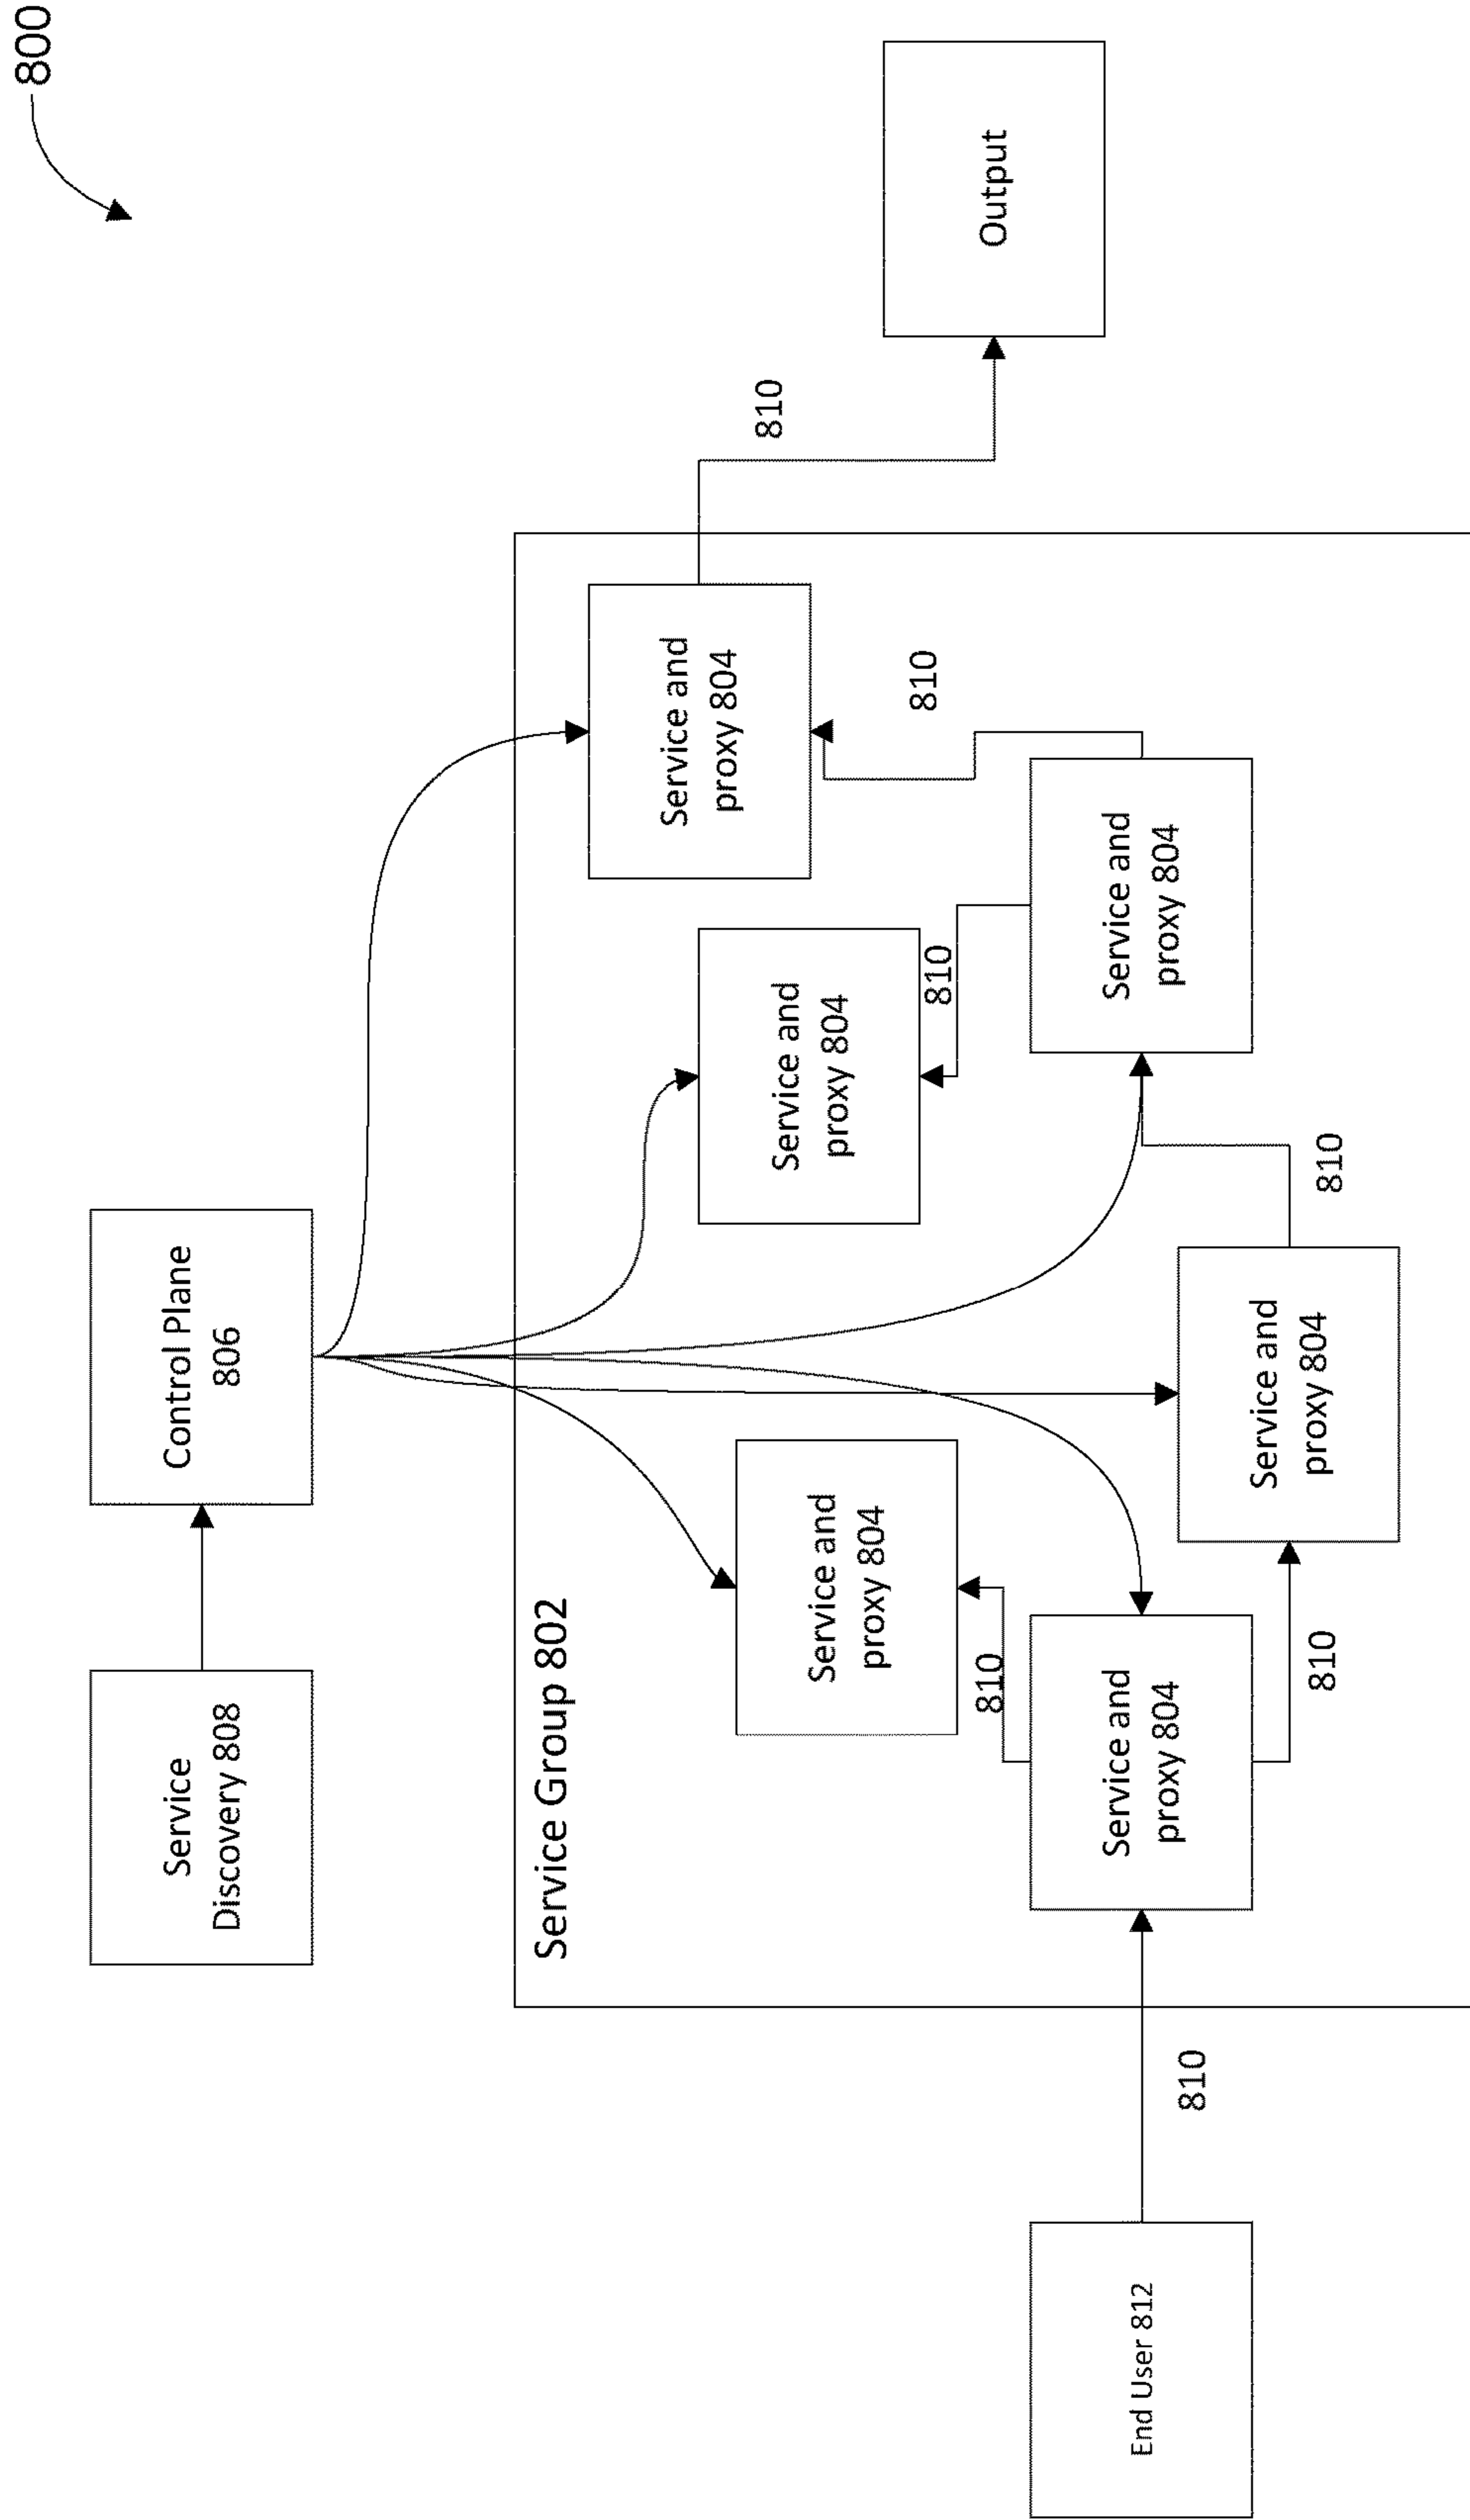 800
Service
Discovery 808
Control Plane
806
Service Group 802
Service and
proxy 804
810
Service and
proxy 804
810
Service and
proxy 804
Service and
proxy 804
810
Service and
proxy 804
810
Service and
proxy 804
810
End User 812
810
810
Output